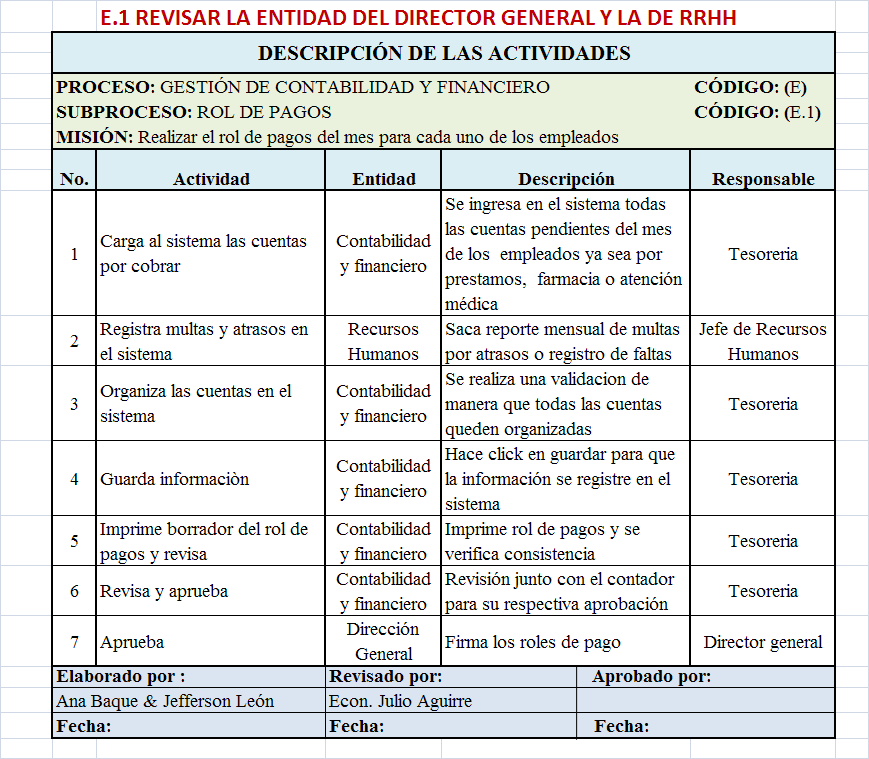 E.1 REVISAR LA ENTIDAD DEL DIRECTOR GENERAL Y LA DE RRHH
DESCRIPCIÓN DE LAS ACTIVIDADES
PROCESO: GESTIÓN DE CONTABILIDAD Y FINANCIERO CÓDIGO: (E)
SUBPROCESO: ROL DE PAGOS CÓDIGO: (E.1)
MISIÓN: Realizar el rol de pagos del mes para cada uno de los empleados
No. Actividad Entidad Descripción Responsable
1
Carga al sistema las cuentas
por cobrar
Contabilidad
y financiero
Se ingresa en el sistema todas
las cuentas pendientes del mes
de los empleados ya sea por
prestamos, farmacia o atención
médica
Tesoreria
2
Registra multas y atrasos en
el sistema
Recursos
Humanos
Saca reporte mensual de multas
por atrasos o registro de faltas
Jefe de Recursos
Humanos
3
Organiza las cuentas en el
sistema
Contabilidad
y financiero
Se realiza una validacion de
manera que todas las cuentas
queden organizadas
Tesoreria
4
Guarda informaciòn
Contabilidad
y financiero
Hace click en guardar para que
la información se registre en el
sistema
Tesoreria
5
Imprime borrador del rol de
pagos y revisa
Contabilidad
y financiero
Imprime rol de pagos y se
verifica consistencia
Tesoreria
6
Revisa y aprueba
Contabilidad
y financiero
Revisión junto con el contador
para su respectiva aprobación
Tesoreria
7
Aprueba
Dirección
General
Firma los roles de pago
Director general
Elaborado por : Revisado por: Aprobado por:
Ana Baque & Jefferson León Econ. Julio Aguirre
Fecha: Fecha: Fecha: